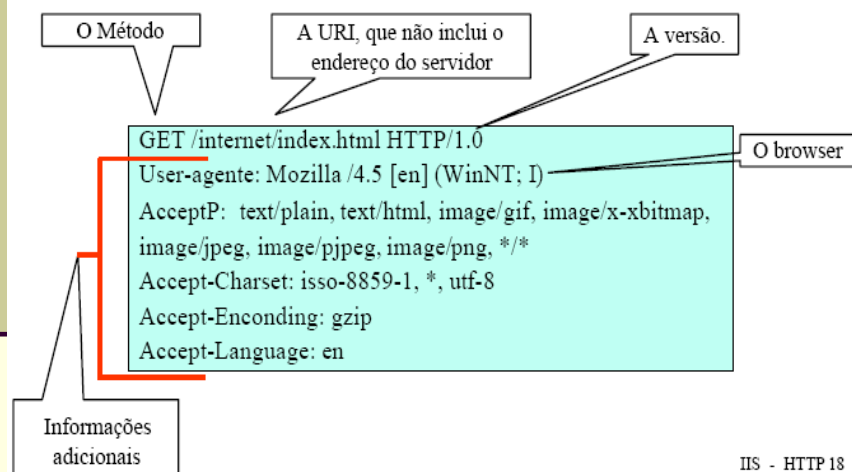 O Método
A URI, que não inclui o
endereço do servidor
A versão.
GET /internet/index.html HTTP/1.0
User-agente: Mozilla /4.5 [en] (WinNT; I)
O browser
AcceptP:  text/plain, text/html, image/gif, image/x-xbitmap,
image/jpeg, image/pjpeg, image/png, */*
Accept-Charset: isso-8859-1, *, utf-8
Accept-Enconding: gzip
Accept-Language: en
Informações
adicionais
IIS - HTTP 18